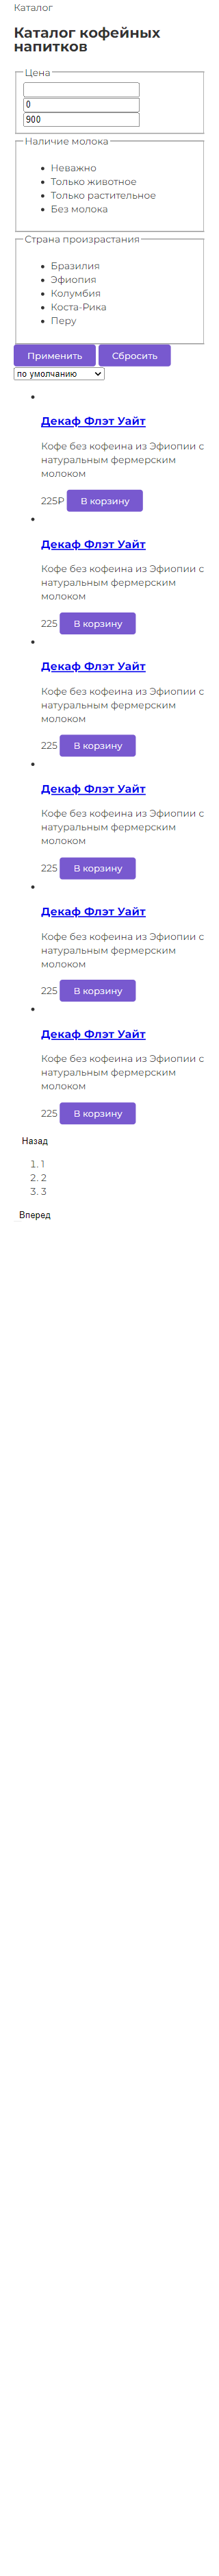 Каталог
Каталог кофейных
напитков
Цена
0
900
Наличие молока
Неважно
Только животное
Только растительное
Без молока
Страна произрастания
Бразилия
Эфиопия
Колумбия
Коста-Рика
Перу
Применить Сбросить
по умолчанию
Декаф Флэт Уайт
Кофе без кофеина из Эфиопии с
натуральным фермерским
молоком
225₽ В корзину
Декаф Флэт Уайт
Кофе без кофеина из Эфиопии с
натуральным фермерским
молоком
225 В корзину
Декаф Флэт Уайт
Кофе без кофеина из Эфиопии с
натуральным фермерским
молоком
225 В корзину
Декаф Флэт Уайт
Кофе без кофеина из Эфиопии с
натуральным фермерским
молоком
225 В корзину
Декаф Флэт Уайт
Кофе без кофеина из Эфиопии с
натуральным фермерским
молоком
225 В корзину
Декаф Флэт Уайт
Кофе без кофеина из Эфиопии с
натуральным фермерским
молоком
225 В корзину
Назад
1. 1
2. 2
3. 3
Вперед